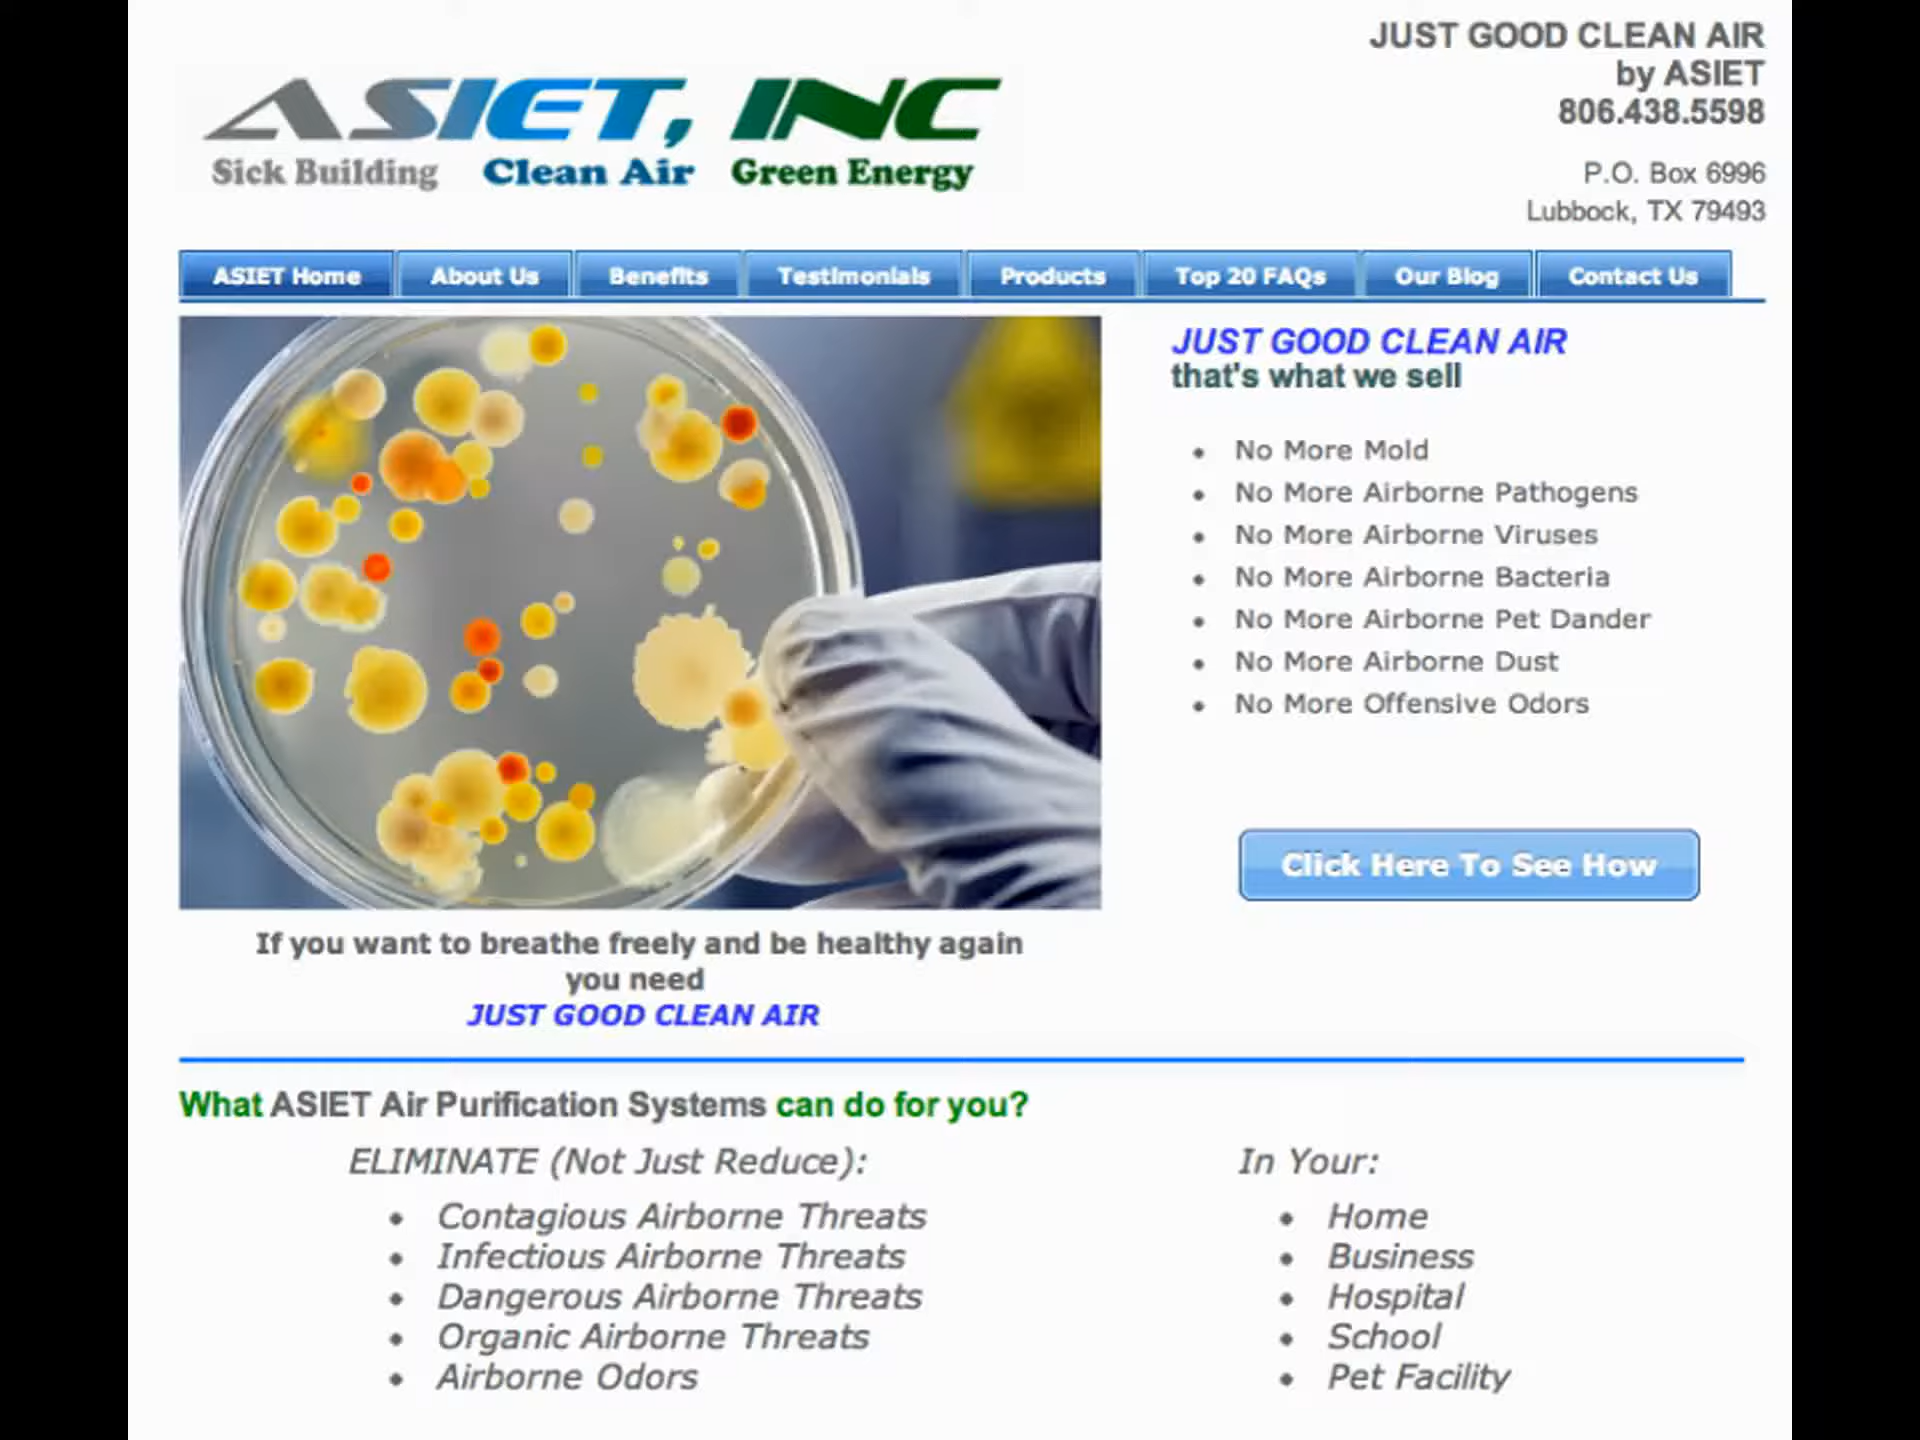 JUST GOOD CLEAN AIR
by ASIET
806.438.5598
P.O. Box 6996
Lubbock, TX 79493
ASIET, INC
Sick Building Clean Air Green Energy
ASIET Home About Us Benefits Testimonials Products Top 20 FAQs Our Blog Contact Us
JUST GOOD CLEAN AIR
that's what we sell
No More Mold
No More Airborne Pathogens
No More Airborne Viruses
No More Airborne Bacteria
No More Airborne Pet Dander
No More Airborne Dust
No More Offensive Odors
Click Here To See How
If you want to breathe freely and be healthy again
you need
JUST GOOD CLEAN AIR
What ASIET Air Purification Systems can do for you?
ELIMINATE (Not Just Reduce):
Contagious Airborne Threats
Infectious Airborne Threats
Dangerous Airborne Threats
Organic Airborne Threats
Airborne Odors
In Your:
Home
Business
Hospital
School
Pet Facility